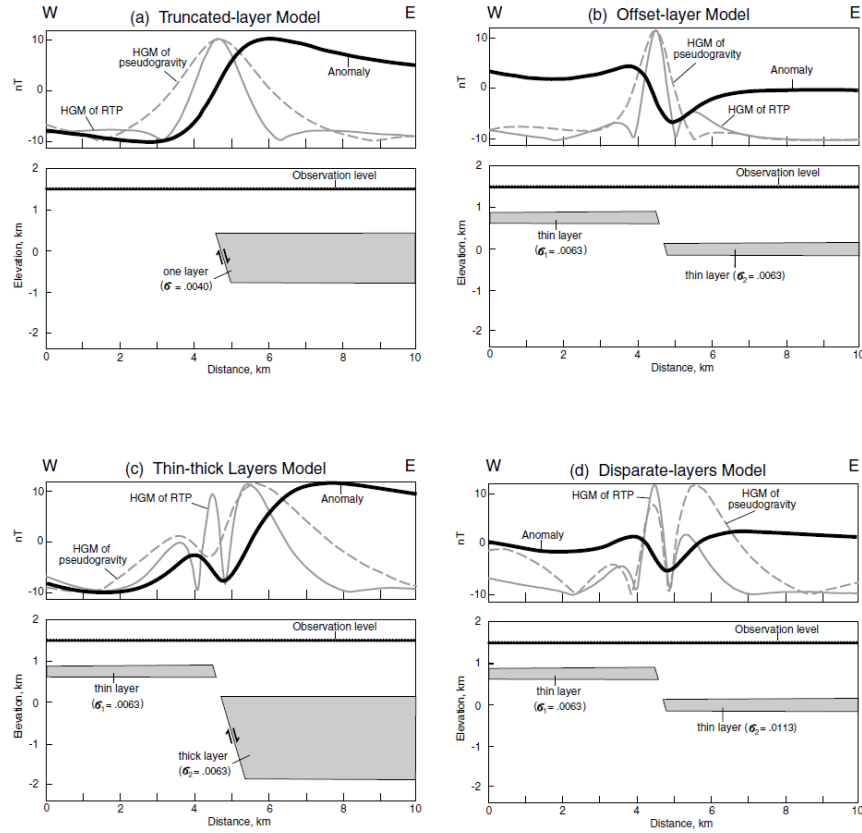 W (a) Truncated-layer Model E
HGM of
pseudogravity
Anomaly
HGM of RTP
nT
10
0
-10
Observation level
one layer
(σ = .0040)
Elevation, km
2
1
0
-1
-2
0 2 4 6 8 10
Distance, km
W (b) Offset-layer Model E
HGM of
pseudogravity
Anomaly
HGM of RTP
nT
10
0
-10
Observation level
thin layer
(σ1 = .0063)
thin layer (σ2 = .0063)
Elevation, km
2
1
0
-1
-2
0 2 4 6 8 10
Distance, km
W (c) Thin-thick Layers Model E
HGM of RTP
Anomaly
HGM of
pseudogravity
nT
10
0
-10
Observation level
thin layer
(σ1 = .0063)
thick layer
(σ2 = .0063)
Elevation, km
2
1
0
-1
-2
0 2 4 6 8 10
Distance, km
W (d) Disparate-layers Model E
HGM of RTP
HGM of
pseudogravity
Anomaly
nT
10
0
-10
Observation level
thin layer
(σ1 = .0063)
thin layer (σ2 = .0113)
Elevation, km
2
1
0
-1
-2
0 2 4 6 8 10
Distance, km